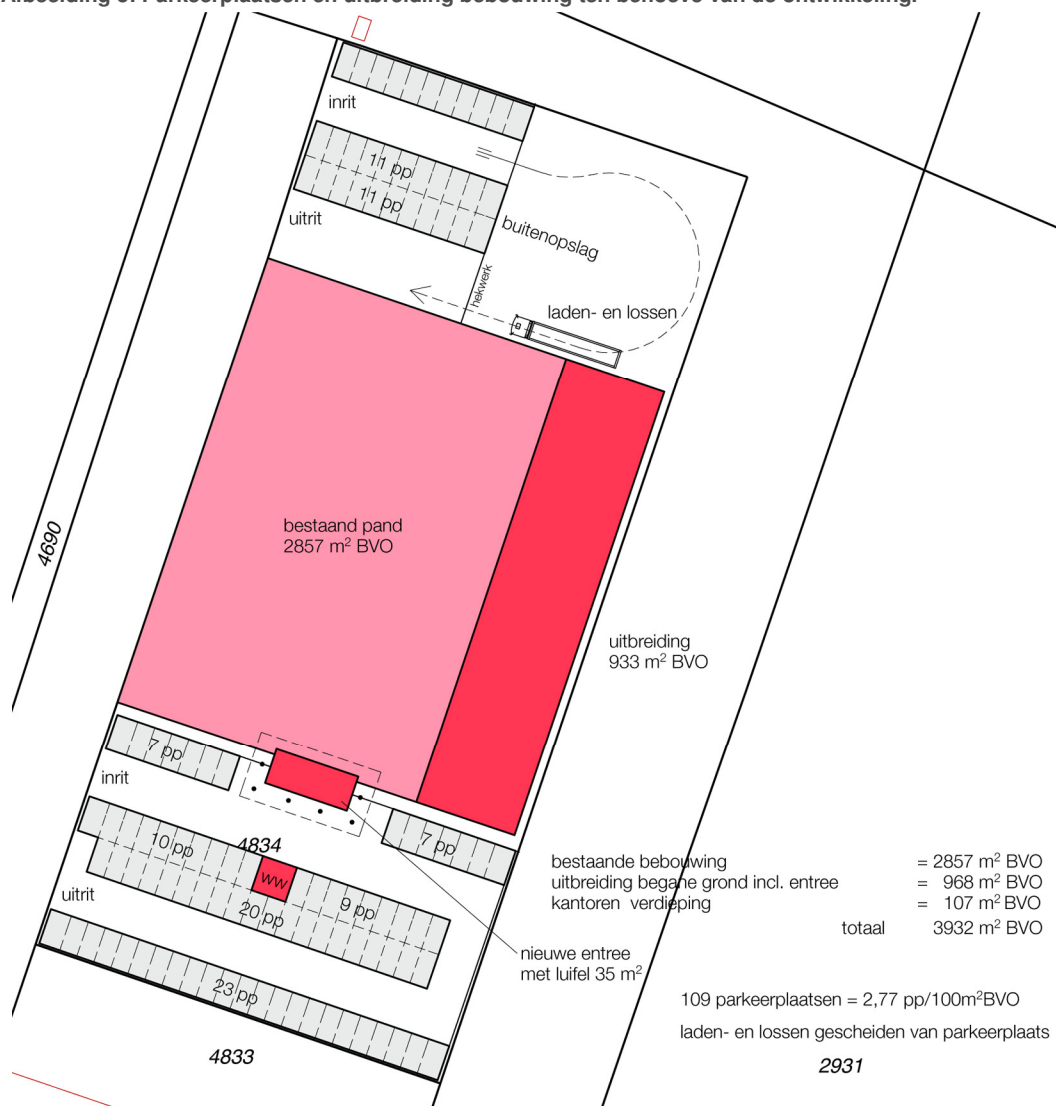 Afbeelding 6. Parkeerplaatsen en uitbreiding bebouwing ten behoeve van de ontwikkeling.
inrit
11 pp
11 pp
uitrit
buitenopslag
hekwerk
laden- en lossen
bestaand pand
2857 m² BVO
4690
uitbreiding
933 m² BVO
7 pp
inrit
4834
7 pp
10 pp
ww
9 pp
20 pp
uitrit
23 pp
4833
nieuwe entree
met luifel 35 m²
bestaande bebouwing = 2857 m² BVO
uitbreiding begane grond incl. entree = 968 m² BVO
kantoren verdieping = 107 m² BVO
totaal 3932 m² BVO
109 parkeerplaatsen = 2,77 pp/100m²BVO
laden- en lossen gescheiden van parkeerplaats
2931